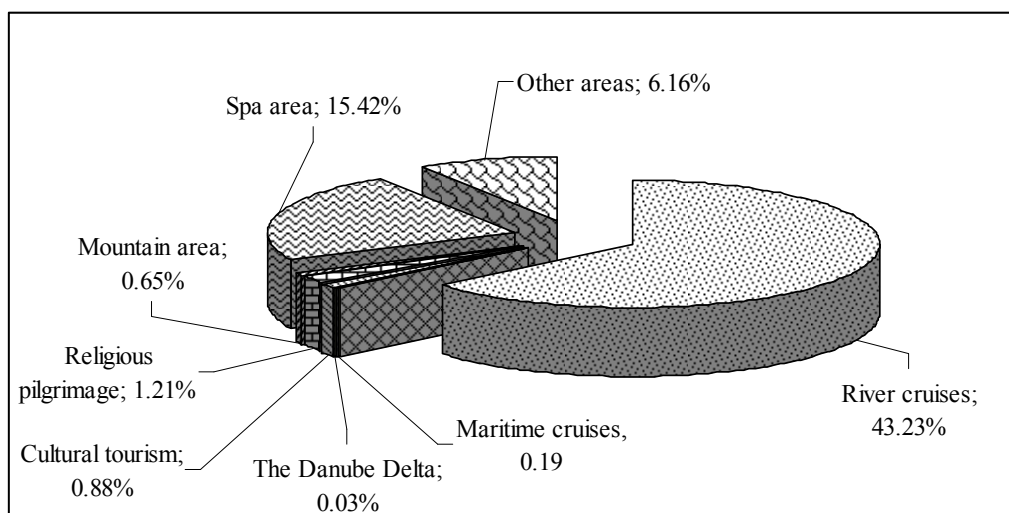 Other areas; 6.16%
Spa area; 15.42%
Mountain area;
0.65%
Religious
pilgrimage; 1.21%
Cultural tourism;
0.88%
The Danube Delta;
0.03%
Maritime cruises,
0.19
River cruises;
43.23%